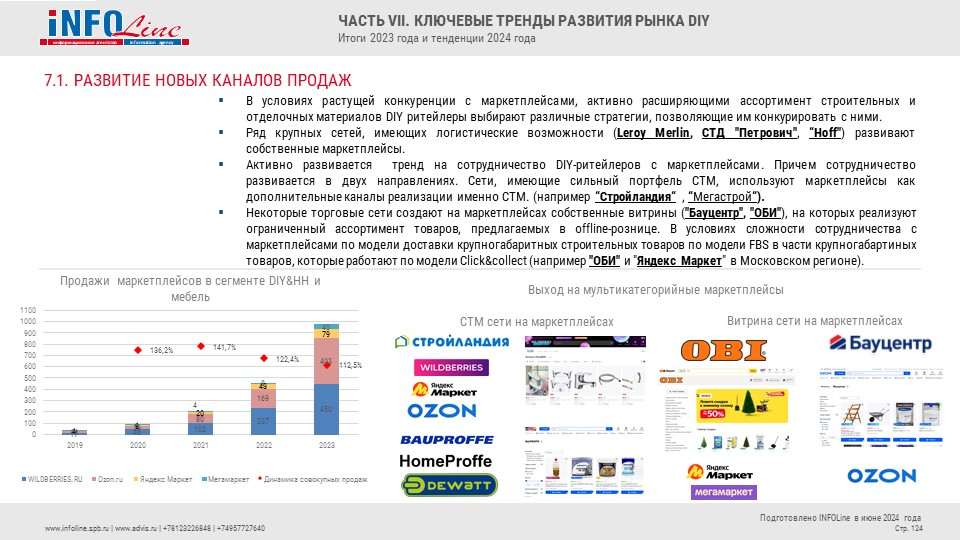 iNFOLine
информационное агентство information agency
ЧАСТЬ VII. КЛЮЧЕВЫЕ ТРЕНДЫ РАЗВИТИЯ РЫНКА DIY
Итоги 2023 года и тенденции 2024 года
7.1. РАЗВИТИЕ НОВЫХ КАНАЛОВ ПРОДАЖ
▪ В условиях растущей конкуренции с маркетплейсами, активно расширяющими ассортимент строительных и
отделочных материалов DIY ритейлеры выбирают различные стратегии, позволяющие им конкурировать с ними.
▪ Ряд крупных сетей, имеющих логистические возможности (Leroy Merlin, СТД "Петрович", "Hoff") развивают
собственные маркетплейсы.
▪ Активно развивается тренд на сотрудничество DIY-ритейлеров с маркетплейсами. Причем сотрудничество
развивается в двух направлениях. Сети, имеющие сильный портфель СТМ, используют маркетплейсы как
дополнительные каналы реализации именно СТМ. (например "Стройландия" , "Мегастрой").
▪ Некоторые торговые сети создают на маркетплейсах собственные витрины ("Бауцентр", "ОБИ"), на которых реализуют
ограниченный ассортимент товаров, предлагаемых в offline-рознице. В условиях сложности сотрудничества с
маркетплейсами по модели доставки крупногабаритных строительных товаров по модели FBS в части крупногабартиных
товаров, которые работают по модели Click&collect (например "ОБИ" и "Яндекс Маркет" в Московском регионе).
Продажи маркетплейсов в сегменте DIY&HH и
мебель
1100
1000
900
800
700
600
500
400
300
200
100
0
136,2%
141,7%
122,4%
112,5%
4
20
80
102
43
169
237
40
79
493
450
2019 2020 2021 2022 2023
WILDBERRIES.RU Ozon.ru Яндекс Маркет Мегамаркет Динамика совокупных продаж
Выход на мультикатегорийные маркетплейсы
СТМ сети на маркетплейсах
Витрина сети на маркетплейсах
СТРОЙЛАНДИЯ
WILDBERRIES
Яндекс
Маркет
OZON
BAUPROFFE
HomeProffe
DEWATT
OBI
OBI
50%
Яндекс
Маркет
мегамаркет
Бауцентр
OZON
www.infoline.spb.ru | www.advis.ru | +78123226848 | +74957727640
Подготовлено INFOLine в июне 2024 года
Стр. 124